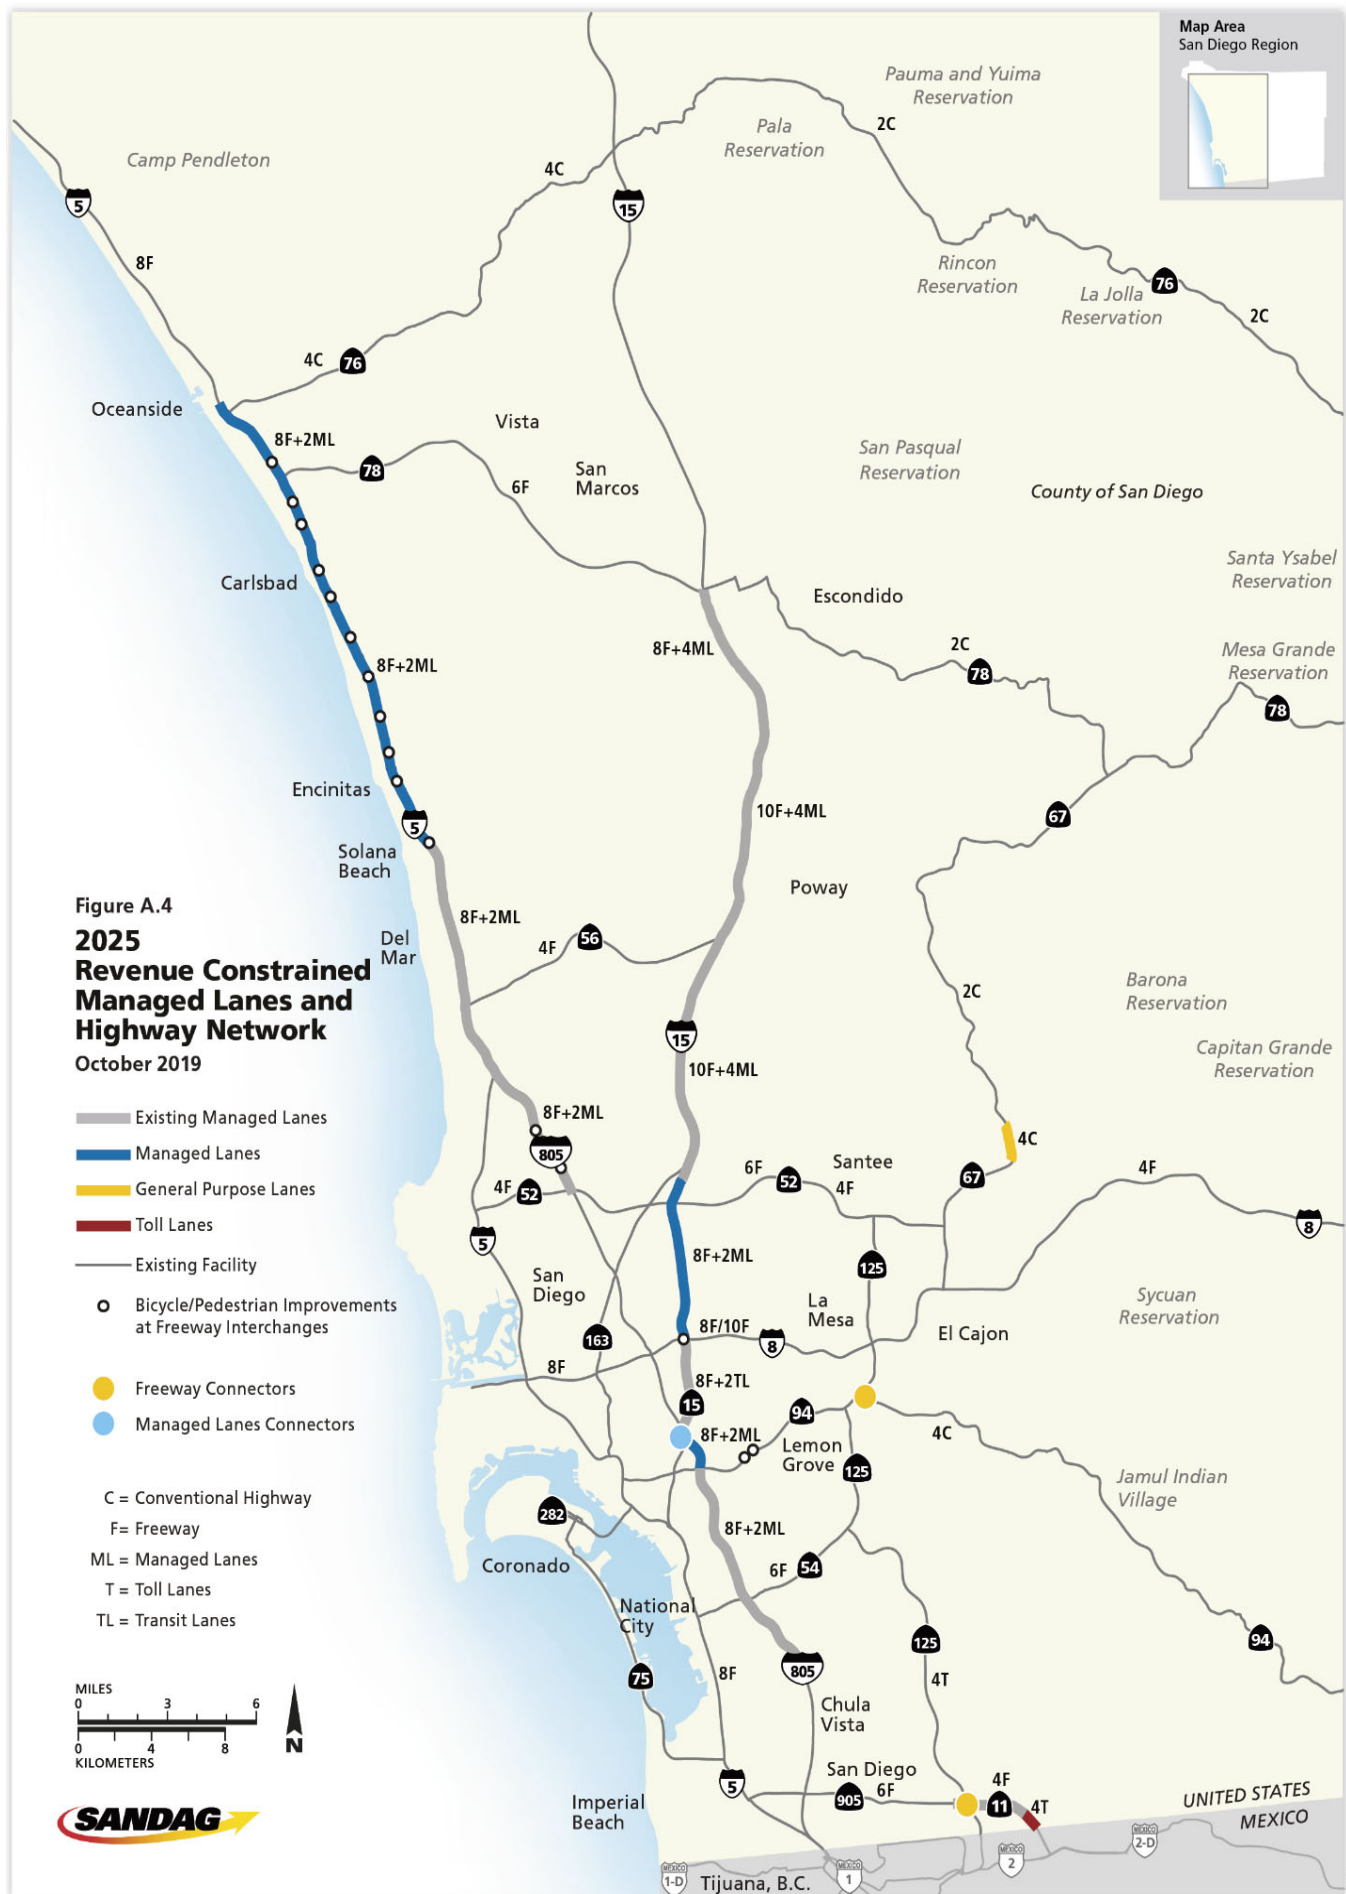 Map Area
San Diego Region
Pauma and Yuima
Reservation
2C
Pala
Reservation
Camp Pendleton
4C
5
15
8F
Rincon
Reservation
76
La Jolla
Reservation
2C
4C
76
Oceanside
8F+2ML
Vista
78
San
Marcos
6F
San Pasqual
Reservation
County of San Diego
Santa Ysabel
Reservation
Carlsbad
Escondido
8F+4ML
2C
78
Mesa Grande
Reservation
78
8F+2ML
Encinitas
5
10F+4ML
67
Solana
Beach
Poway
8F+2ML
56
4F
Del
Mar
Figure A.4
2025
Revenue Constrained
Managed Lanes and
Highway Network
October 2019
2C
Barona
Reservation
15
Capitan Grande
Reservation
10F+4ML
Existing Managed Lanes
Managed Lanes
General Purpose Lanes
Toll Lanes
Existing Facility
Bicycle/Pedestrian Improvements
at Freeway Interchanges
Freeway Connectors
Managed Lanes Connectors
8F+2ML
805
4C
Santee
6F
52
4F
67
4F
4F
52
8
5
8F+2ML
125
San
Diego
La
Mesa
Sycuan
Reservation
163
8F/10F
8
El Cajon
8F
8F+2TL
15
94
8F+2ML
Lemon
Grove
4C
125
Jamul Indian
Village
C = Conventional Highway
F= Freeway
ML = Managed Lanes
T = Toll Lanes
TL = Transit Lanes
282
8F+2ML
Coronado
6F
54
National
City
125
94
75
8F
805
4T
MILES
0 3 6
0 4 8
KILOMETERS
N
Chula
Vista
San Diego
5
905
6F
4F
11
4T
UNITED STATES
MEXICO
SANDAG
Imperial
Beach
MEXICO
2-D
MEXICO
2
MEXICO
1
MEXICO
1-D
Tijuana, B.C.